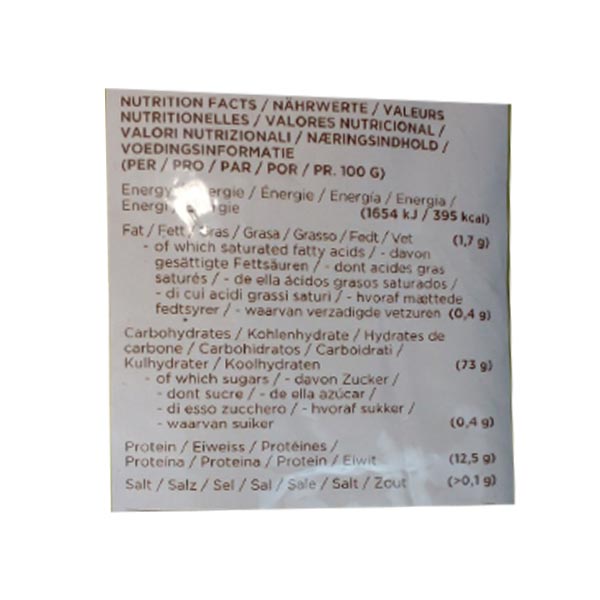 NUTRITION FACTS / NÄHRWERTE / VALEURS
NUTRITIONELLES / VALORES NUTRICIONAL /
VALORI NUTRIZIONALI / NÆRINGSINDHOLD /
VOEDINGSINFORMATIE
(PER / PRO / PAR / POR / PR. 100 G)
Energy / Énergie / Energía / Energia /
(1654 kJ / 395 kcal)
Fat / Fett / Gras / Grasa / Grasso / Fedt / Vet (1,7 g)
- of which saturated fatty acids / - davon
gesättigte Fettsäuren / - dont acides gras
saturés / - de ella ácidos grasos saturados /
- di cui acidi grassi saturi / - hvoraf mættede
fedtsyrer / - waarvan verzadigde vetzuren (0,4 g)
Carbohydrates / Kohlenhydrate / Hydrates de
carbone / Carbohidratos / Carboidrati /
Kulhydrater / Koolhydraten (73 g)
- of which sugars / - davon Zucker /
- dont sucre / - de ella azúcar /
- di esso zucchero / - hvoraf sukker /
- waarvan suiker (0,4 g)
Protein / Eiweiss / Protéines /
Proteína / Proteina / Protein / Eiwit (12,5 g)
Salt / Salz / Sel / Sal / Sale / Salt / Zout (>0,1 g)